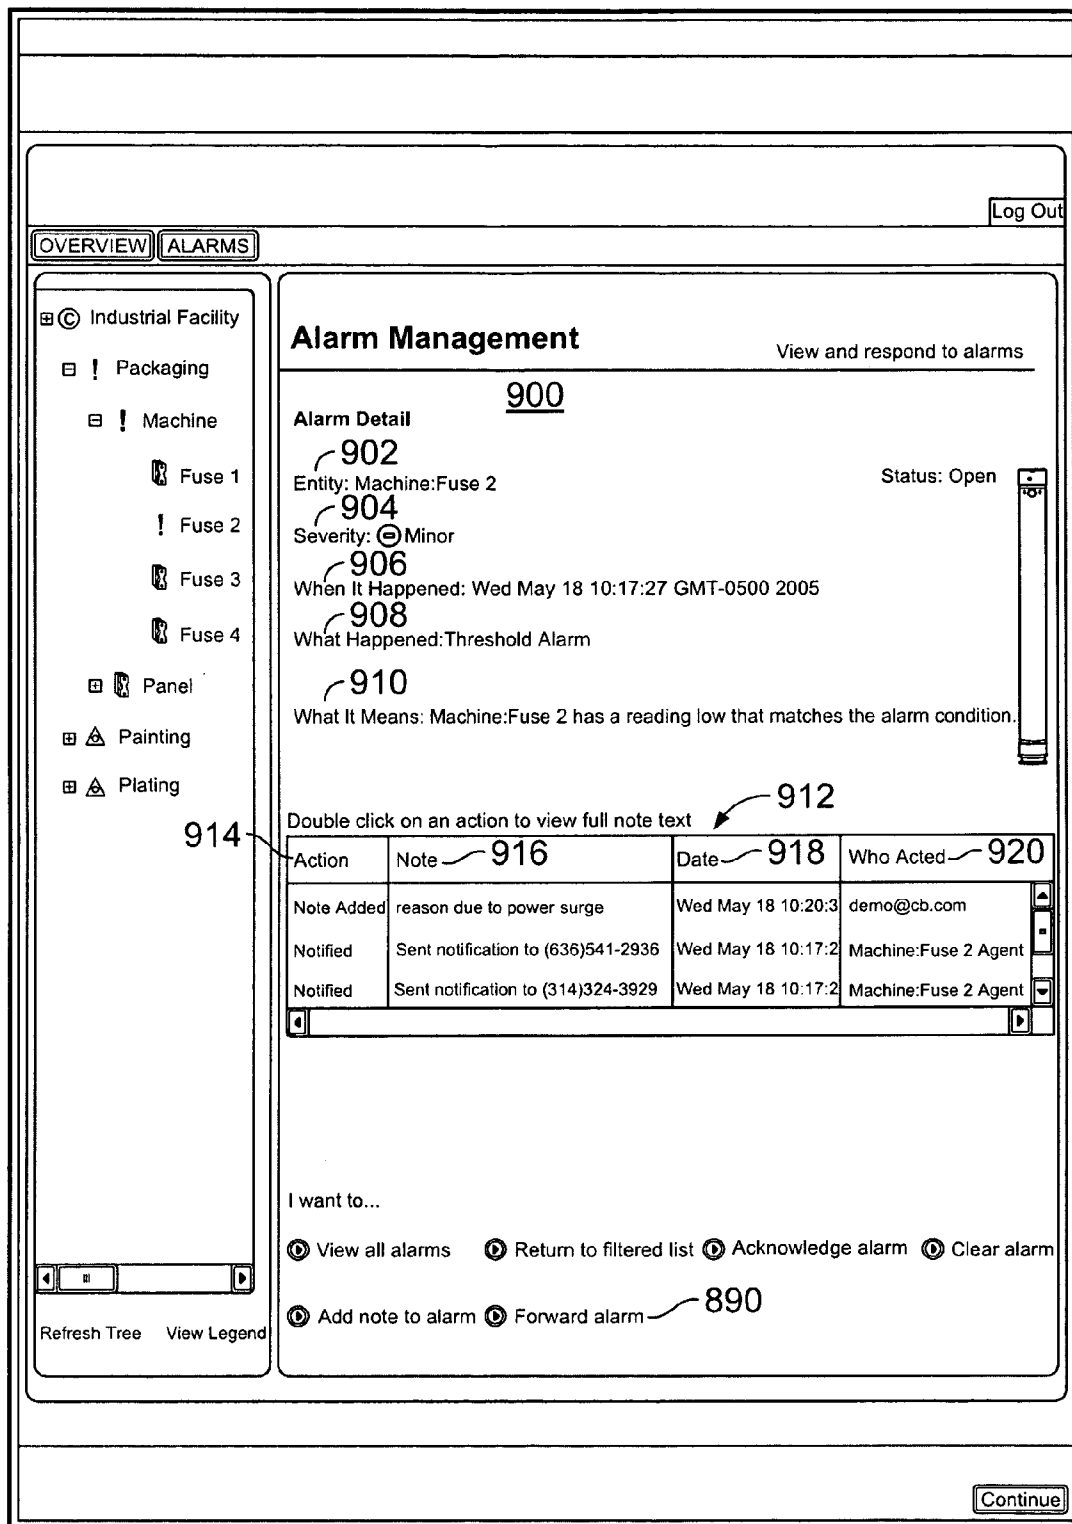 Log Out
OVERVIEW ALARMS
© Industrial Facility
! Packaging
! Machine
Fuse 1
! Fuse 2
Fuse 3
Fuse 4
Panel
Painting
Plating
Refresh Tree View Legend
Alarm Management
View and respond to alarms
900
Alarm Detail
902
Entity: Machine:Fuse 2
Status: Open
904
Severity: Minor
906
When It Happened: Wed May 18 10:17:27 GMT-0500 2005
908
What Happened:Threshold Alarm
910
What It Means: Machine:Fuse 2 has a reading low that matches the alarm condition.
912
Double click on an action to view full note text
914
Action Note 916 Date 918 Who Acted 920
Note Added reason due to power surge Wed May 18 10:20:3 demo@cb.com
Notified Sent notification to (636)541-2936 Wed May 18 10:17:2 Machine:Fuse 2 Agent
Notified Sent notification to (314)324-3929 Wed May 18 10:17:2 Machine:Fuse 2 Agent
I want to...
View all alarms Return to filtered list Acknowledge alarm Clear alarm
Add note to alarm Forward alarm 890
Continue